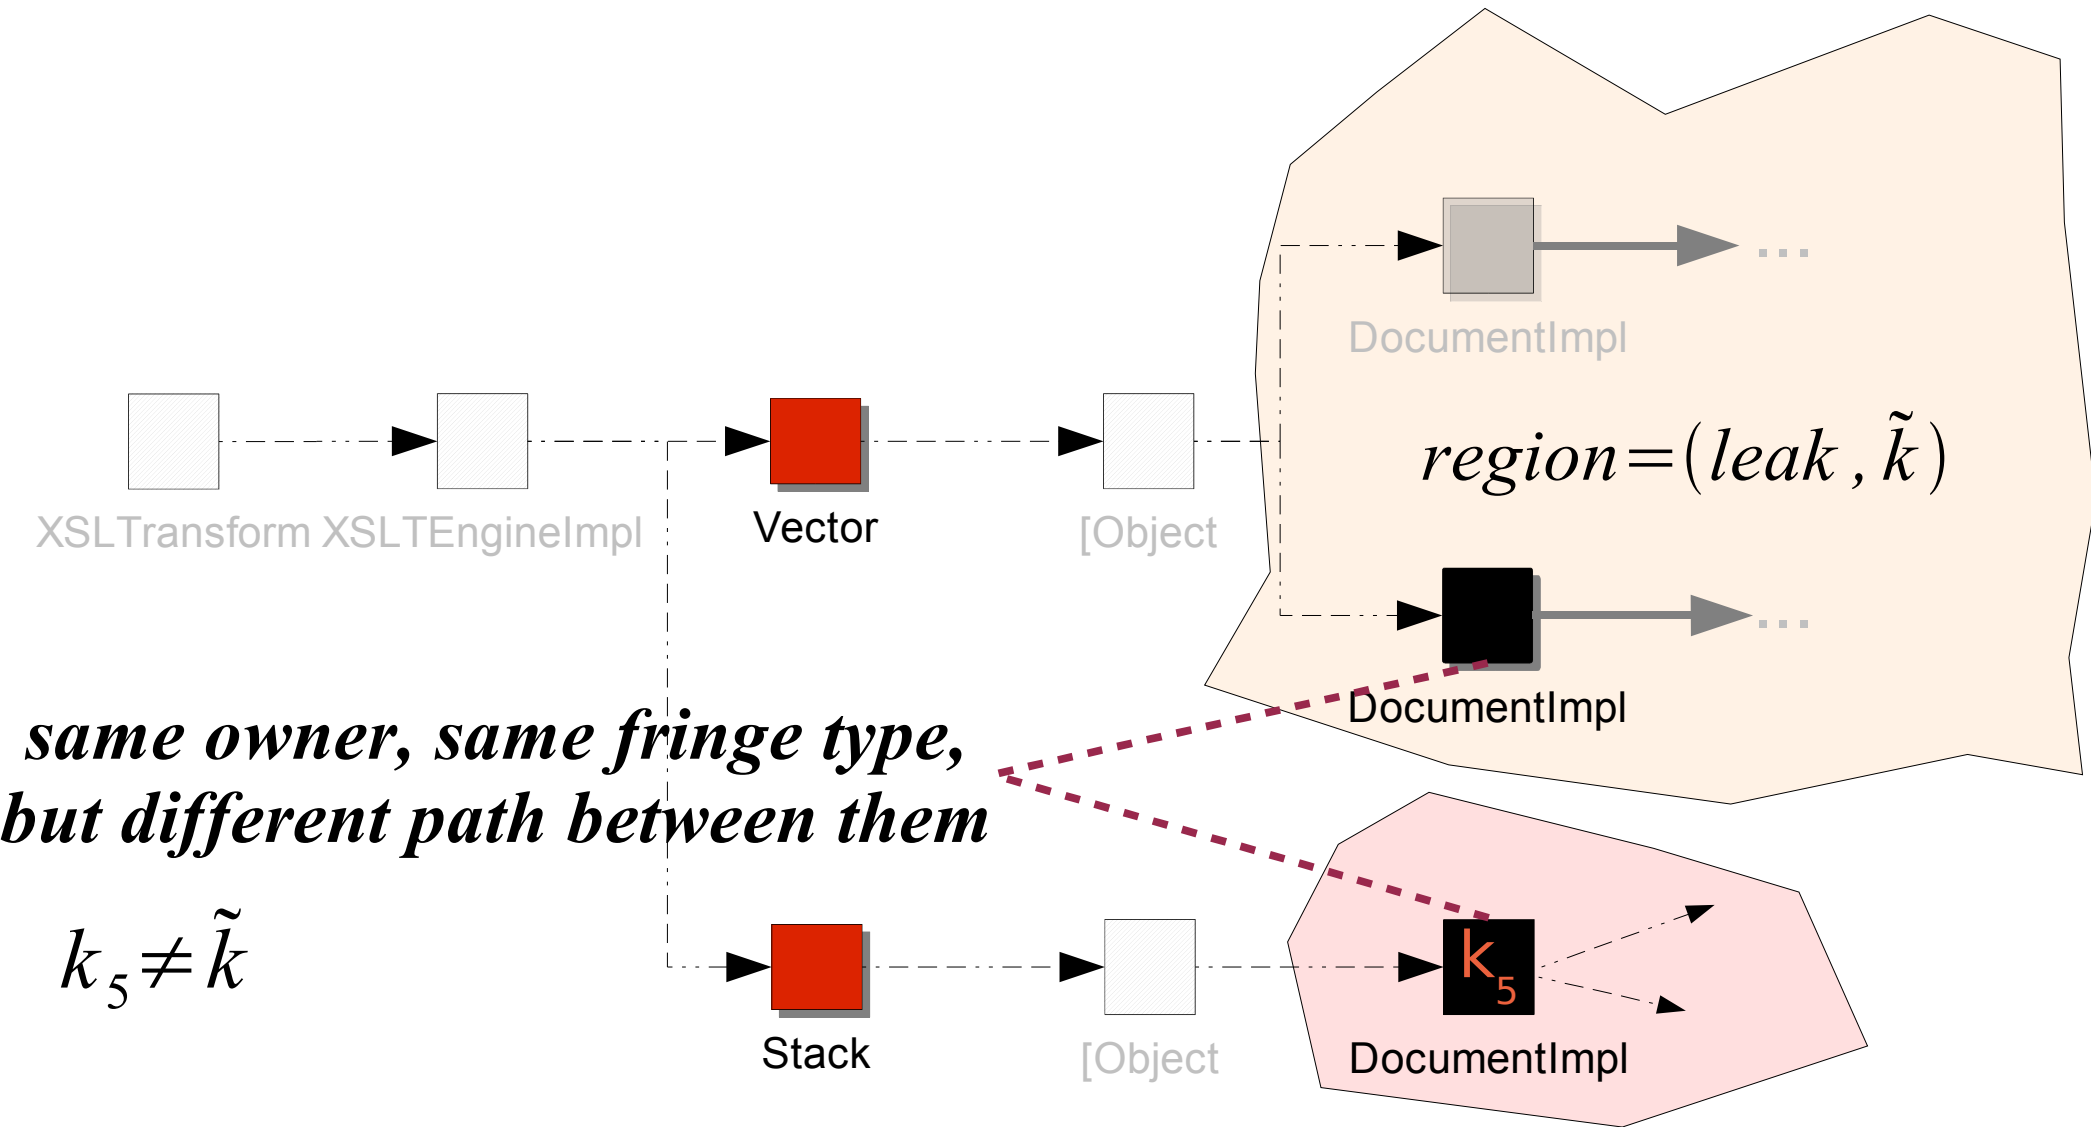 ...
DocumentImpl
region=(leak, k̃)
XSLTransform XSLTEngineImpl Vector [Object
...
DocumentImpl
same owner, same fringe type,
but different path between them
k₅≠k̃
k₅
Stack [Object DocumentImpl